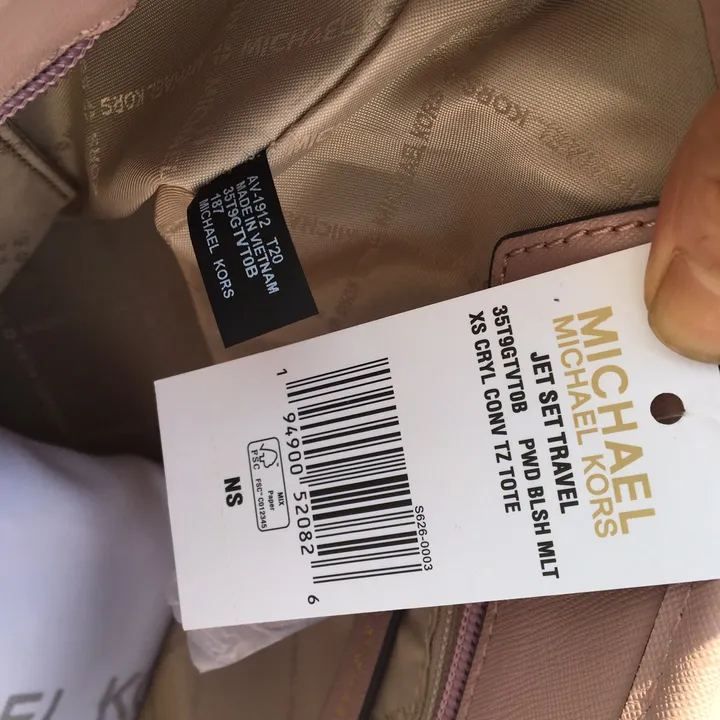 MICHAEL
MICHAEL KORS
JET SET TRAVEL
35T9GTVT0B PWD BLSH MLT
XS CRYL CONV TZ TOTE
S626-0003
1 94900 52082 6
FSC
MIX
Paper
FSC™ C012345
NS
AV-1912 T20
MADE IN VIETNAM
35T9GTVT0B
187
MICHAEL KORS
MICHAEL
KORS